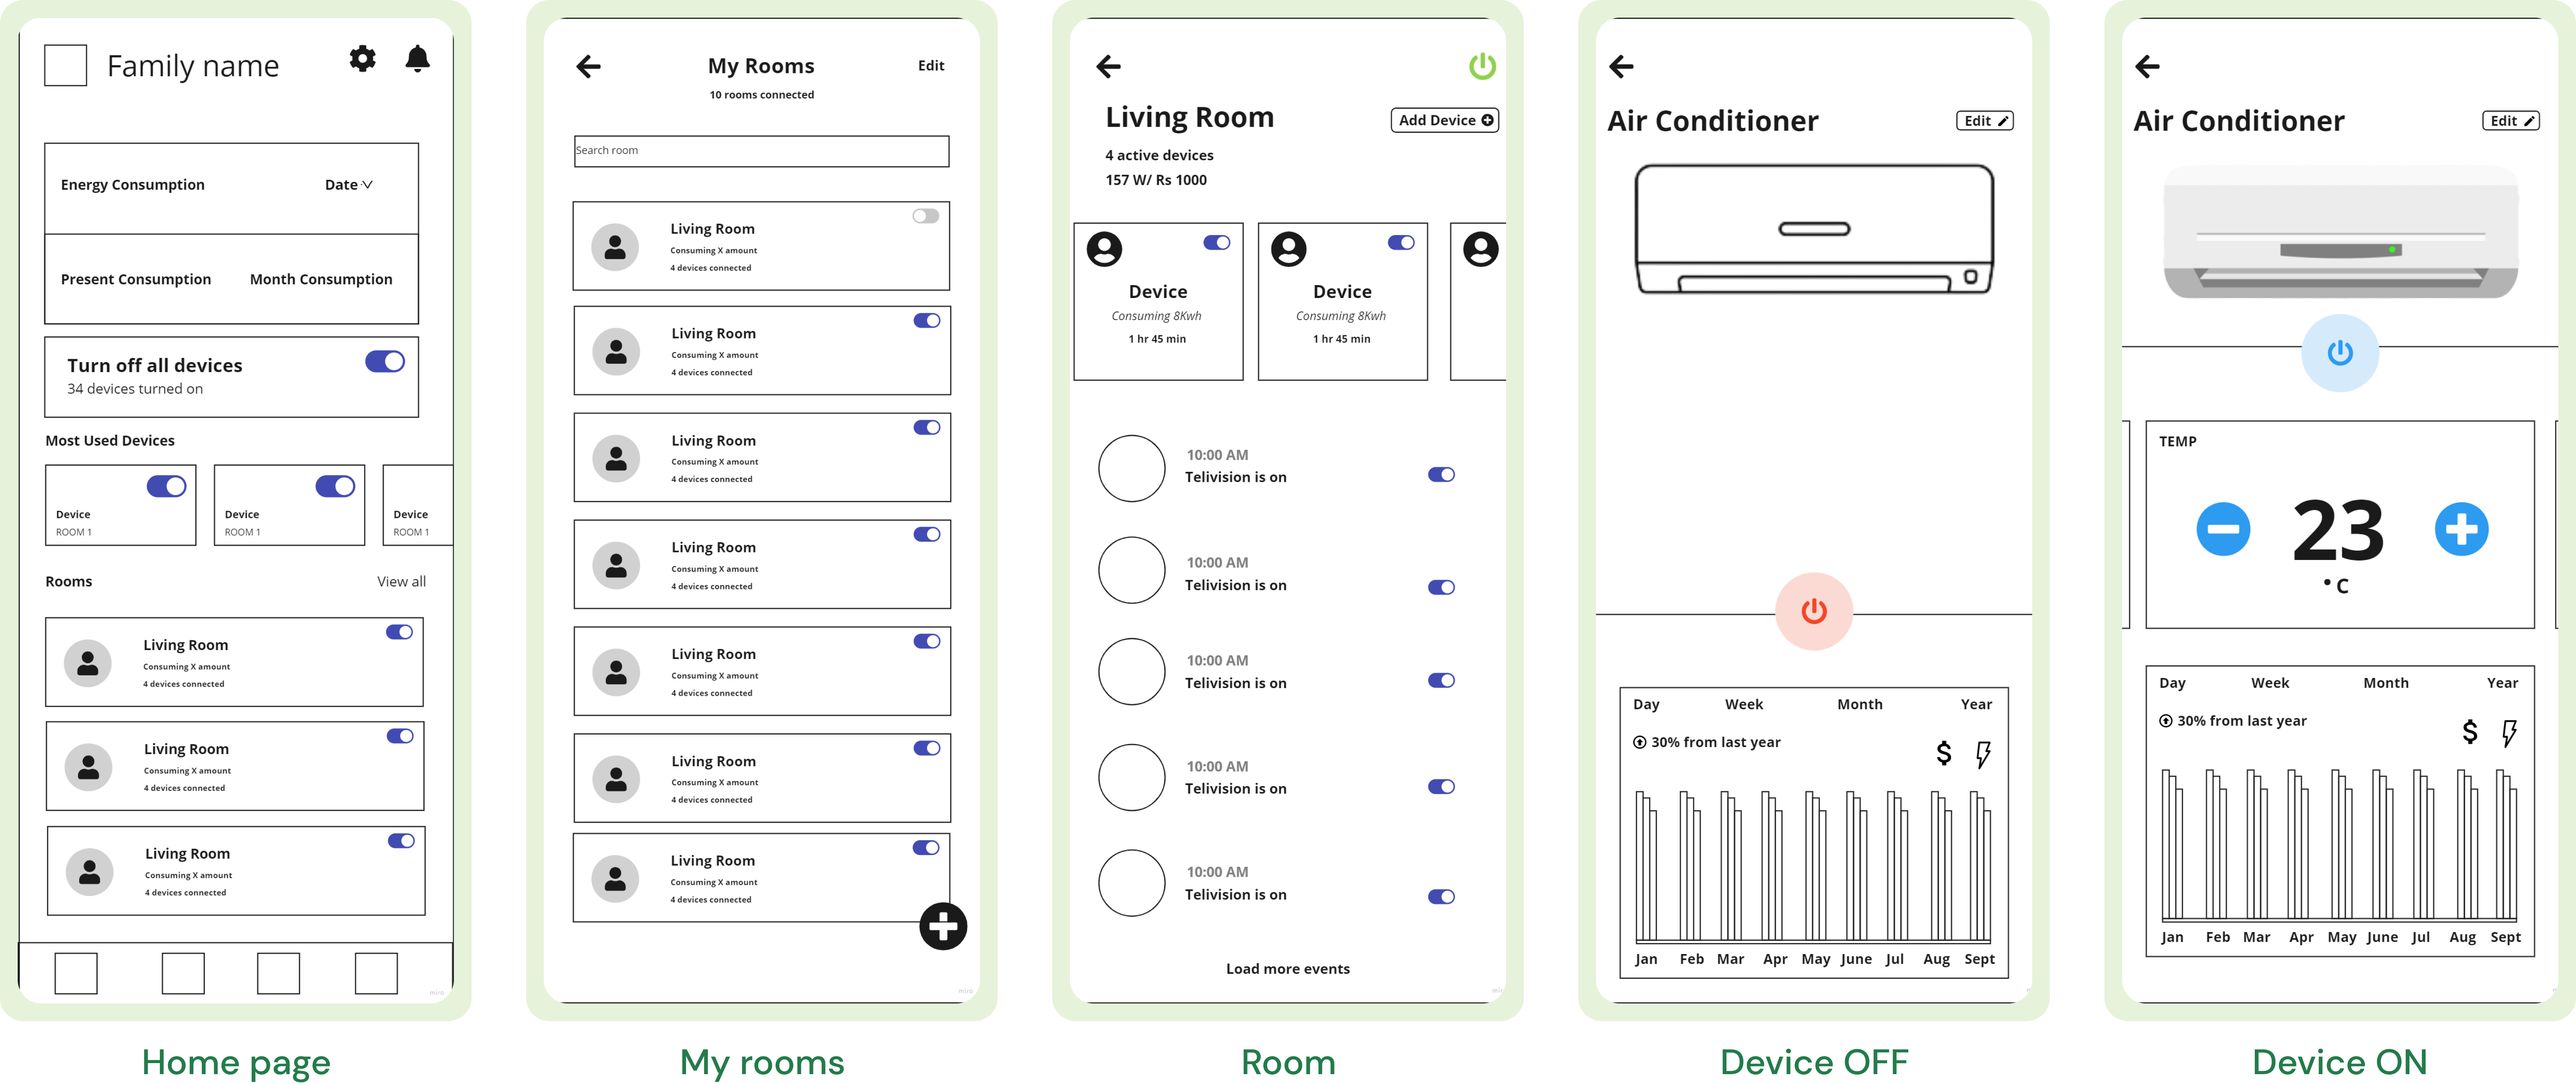 Family name
Energy Consumption Date
Present Consumption Month Consumption
Turn off all devices
34 devices turned on
Most Used Devices
Device
ROOM 1
Device
ROOM 1
Device
ROOM 1
Rooms View all
Living Room
Consuming X amount
4 devices connected
Living Room
Consuming X amount
4 devices connected
Living Room
Consuming X amount
4 devices connected
miro
Home page
My Rooms Edit
10 rooms connected
Search room
Living Room
Consuming X amount
4 devices connected
Living Room
Consuming X amount
4 devices connected
Living Room
Consuming X amount
4 devices connected
Living Room
Consuming X amount
4 devices connected
Living Room
Consuming X amount
4 devices connected
Living Room
Consuming X amount
4 devices connected
Living Room
Consuming X amount
4 devices connected
miro
My rooms
Living Room Add Device
4 active devices
157 W/ Rs 1000
Device
Consuming 8Kwh
1 hr 45 min
Device
Consuming 8Kwh
1 hr 45 min
10:00 AM
Telivision is on
10:00 AM
Telivision is on
10:00 AM
Telivision is on
10:00 AM
Telivision is on
10:00 AM
Telivision is on
Load more events
Room
Air Conditioner Edit
Day Week Month Year
30% from last year
$
Jan Feb Mar Apr May June Jul Aug Sept
Device OFF
Air Conditioner Edit
TEMP
23
°C
Day Week Month Year
30% from last year
$
Jan Feb Mar Apr May June Jul Aug Sept
Device ON